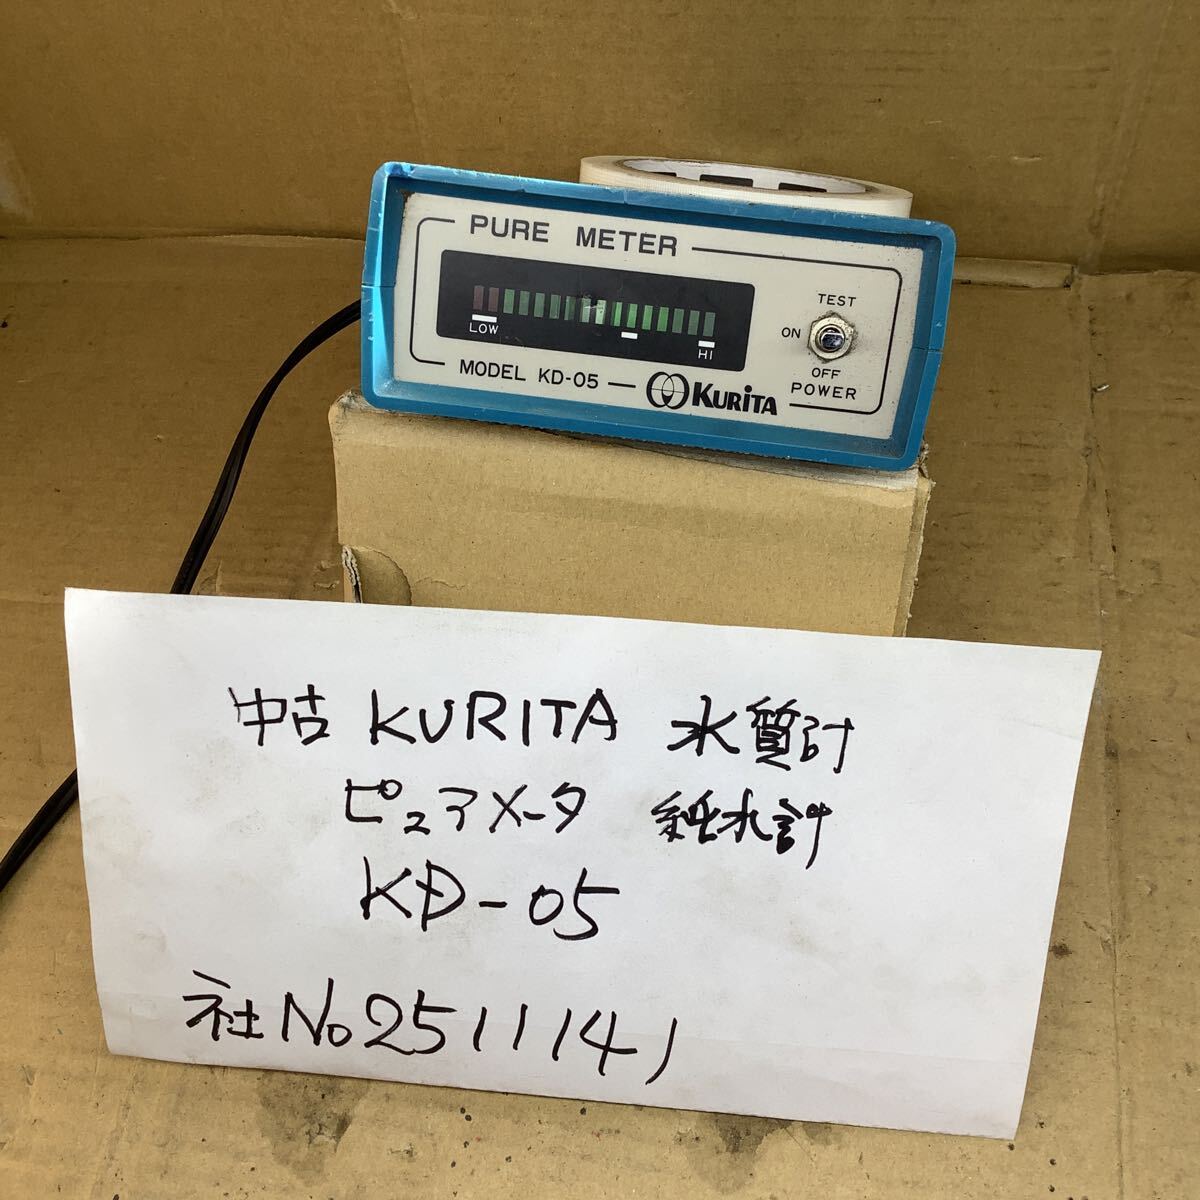 PURE METER
LOW
HI
TEST
ON
OFF
POWER
MODEL KD-05
KURITA
中古 KURITA 水質計
ピュアメータ 純水計
KD-05
社No2511141